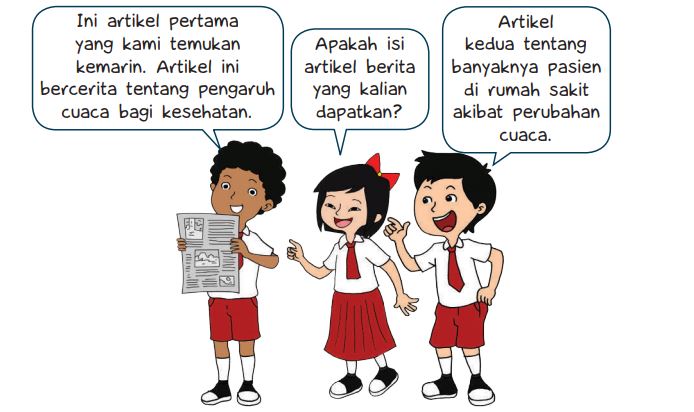 Ini artikel pertama
yang kami temukan
kemarin. Artikel ini
bercerita tentang pengaruh
cuaca bagi kesehatan.
Apakah isi
artikel berita
yang kalian
dapatkan?
Artikel
kedua tentang
banyaknya pasien
di rumah sakit
akibat perubahan
cuaca.